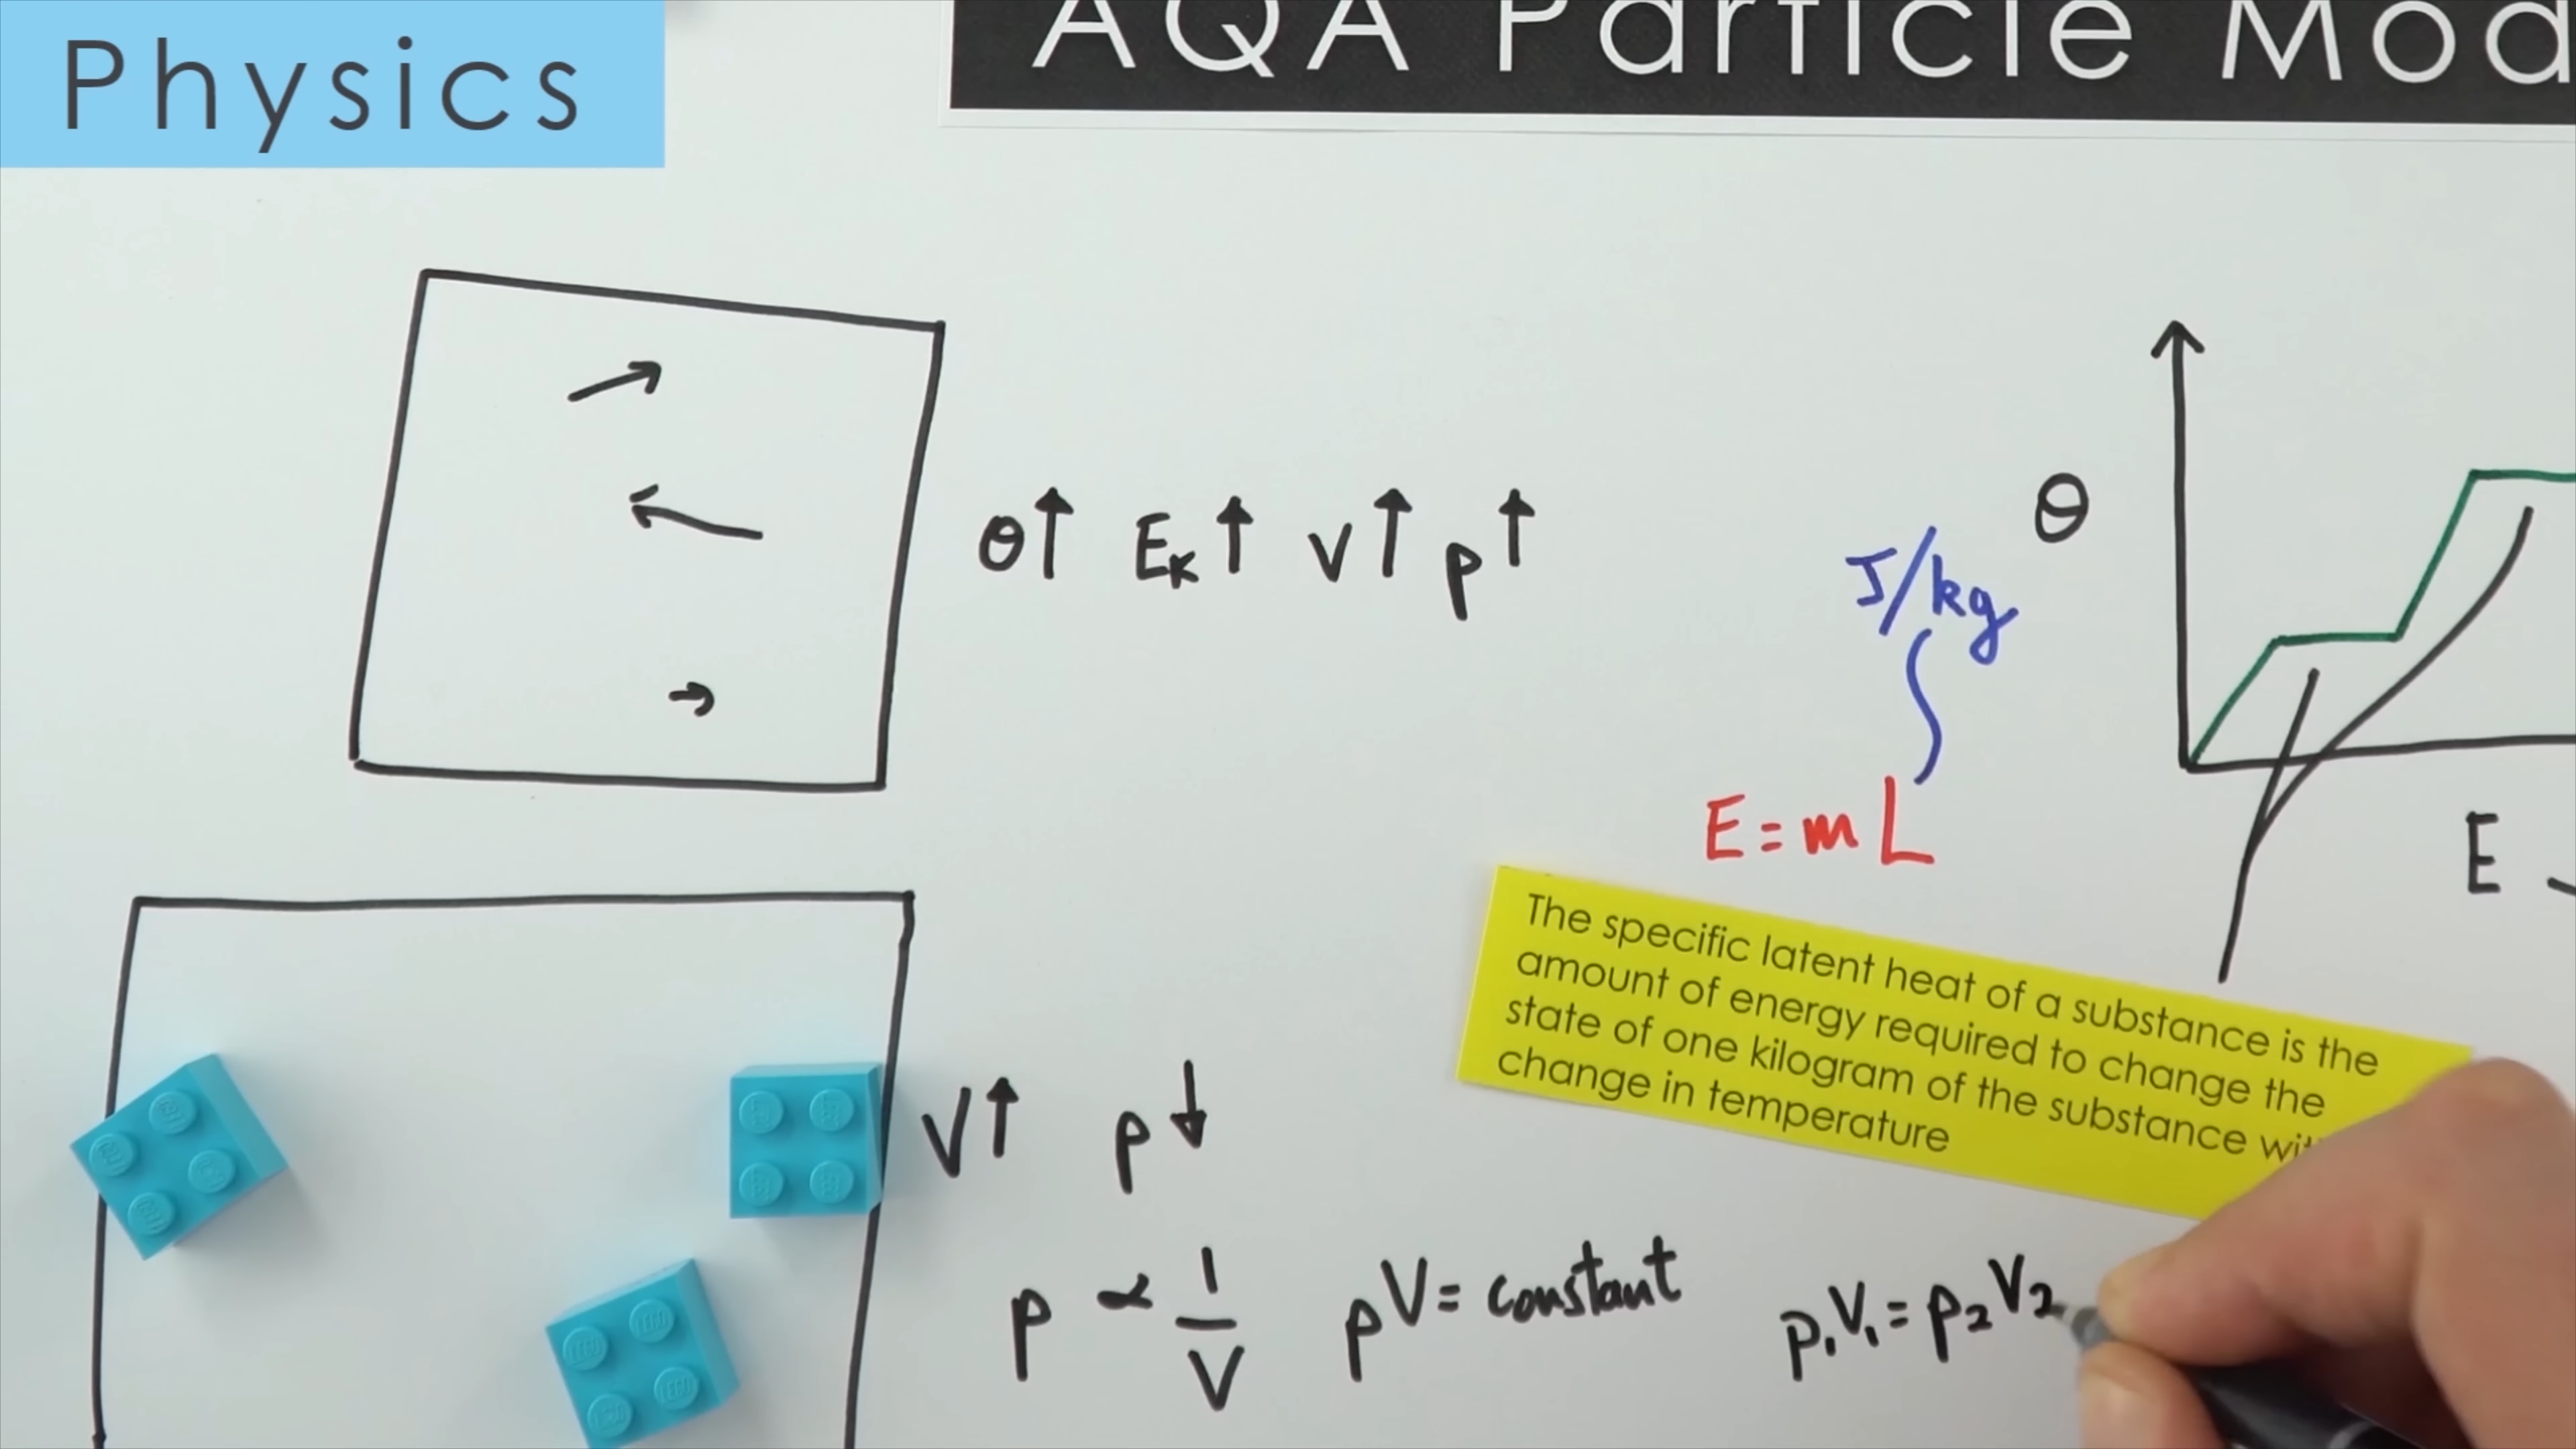 Physics
AQA Particle Mod
θ↑ Eₖ↑ v↑ p↑
J/kg
θ
E = m L
E
The specific latent heat of a substance is the
amount of energy required to change the
state of one kilogram of the substance
change in temperature
V↑ p↓
p ∝ 1/V
pV = constant
p₁V₁ = p₂V₂